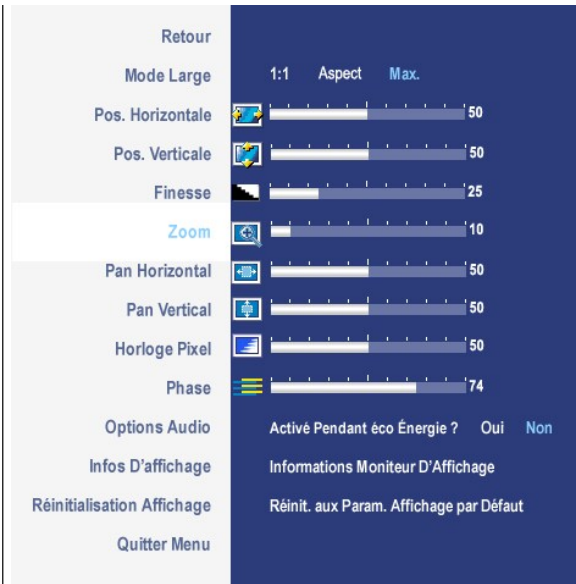 Retour
Mode Large 1:1 Aspect Max.
Pos. Horizontale 50
Pos. Verticale 50
Finesse 25
Zoom 10
Pan Horizontal 50
Pan Vertical 50
Horloge Pixel 50
Phase 74
Options Audio Activé Pendant éco Énergie ? Oui Non
Infos D'affichage Informations Moniteur D'Affichage
Réinitialisation Affichage Réinit. aux Param. Affichage par Défaut
Quitter Menu